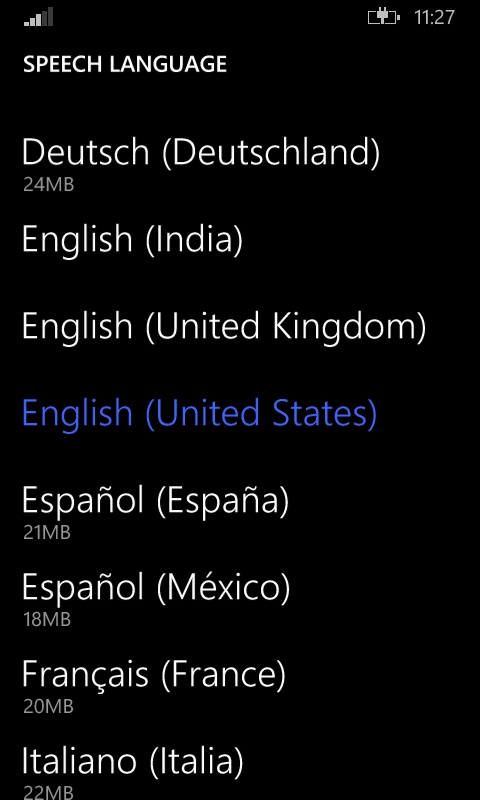 11:27
SPEECH LANGUAGE
Deutsch (Deutschland)
24MB
English (India)
English (United Kingdom)
English (United States)
Español (España)
21MB
Español (México)
18MB
Français (France)
20MB
Italiano (Italia)
22MB